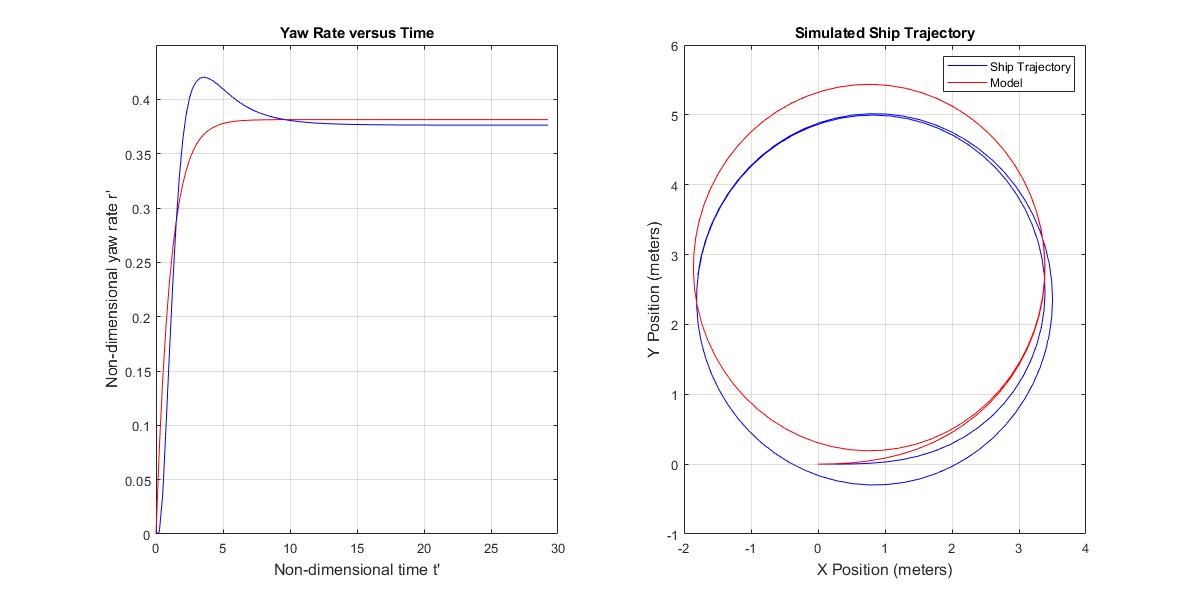 Yaw Rate versus Time
Non-dimensional yaw rate r'
0.4
0.35
0.3
0.25
0.2
0.15
0.1
0.05
0
0 5 10 15 20 25 30
Non-dimensional time t'
Simulated Ship Trajectory
Ship Trajectory
Model
Y Position (meters)
6
5
4
3
2
1
0
-1
-2 -1 0 1 2 3 4
X Position (meters)